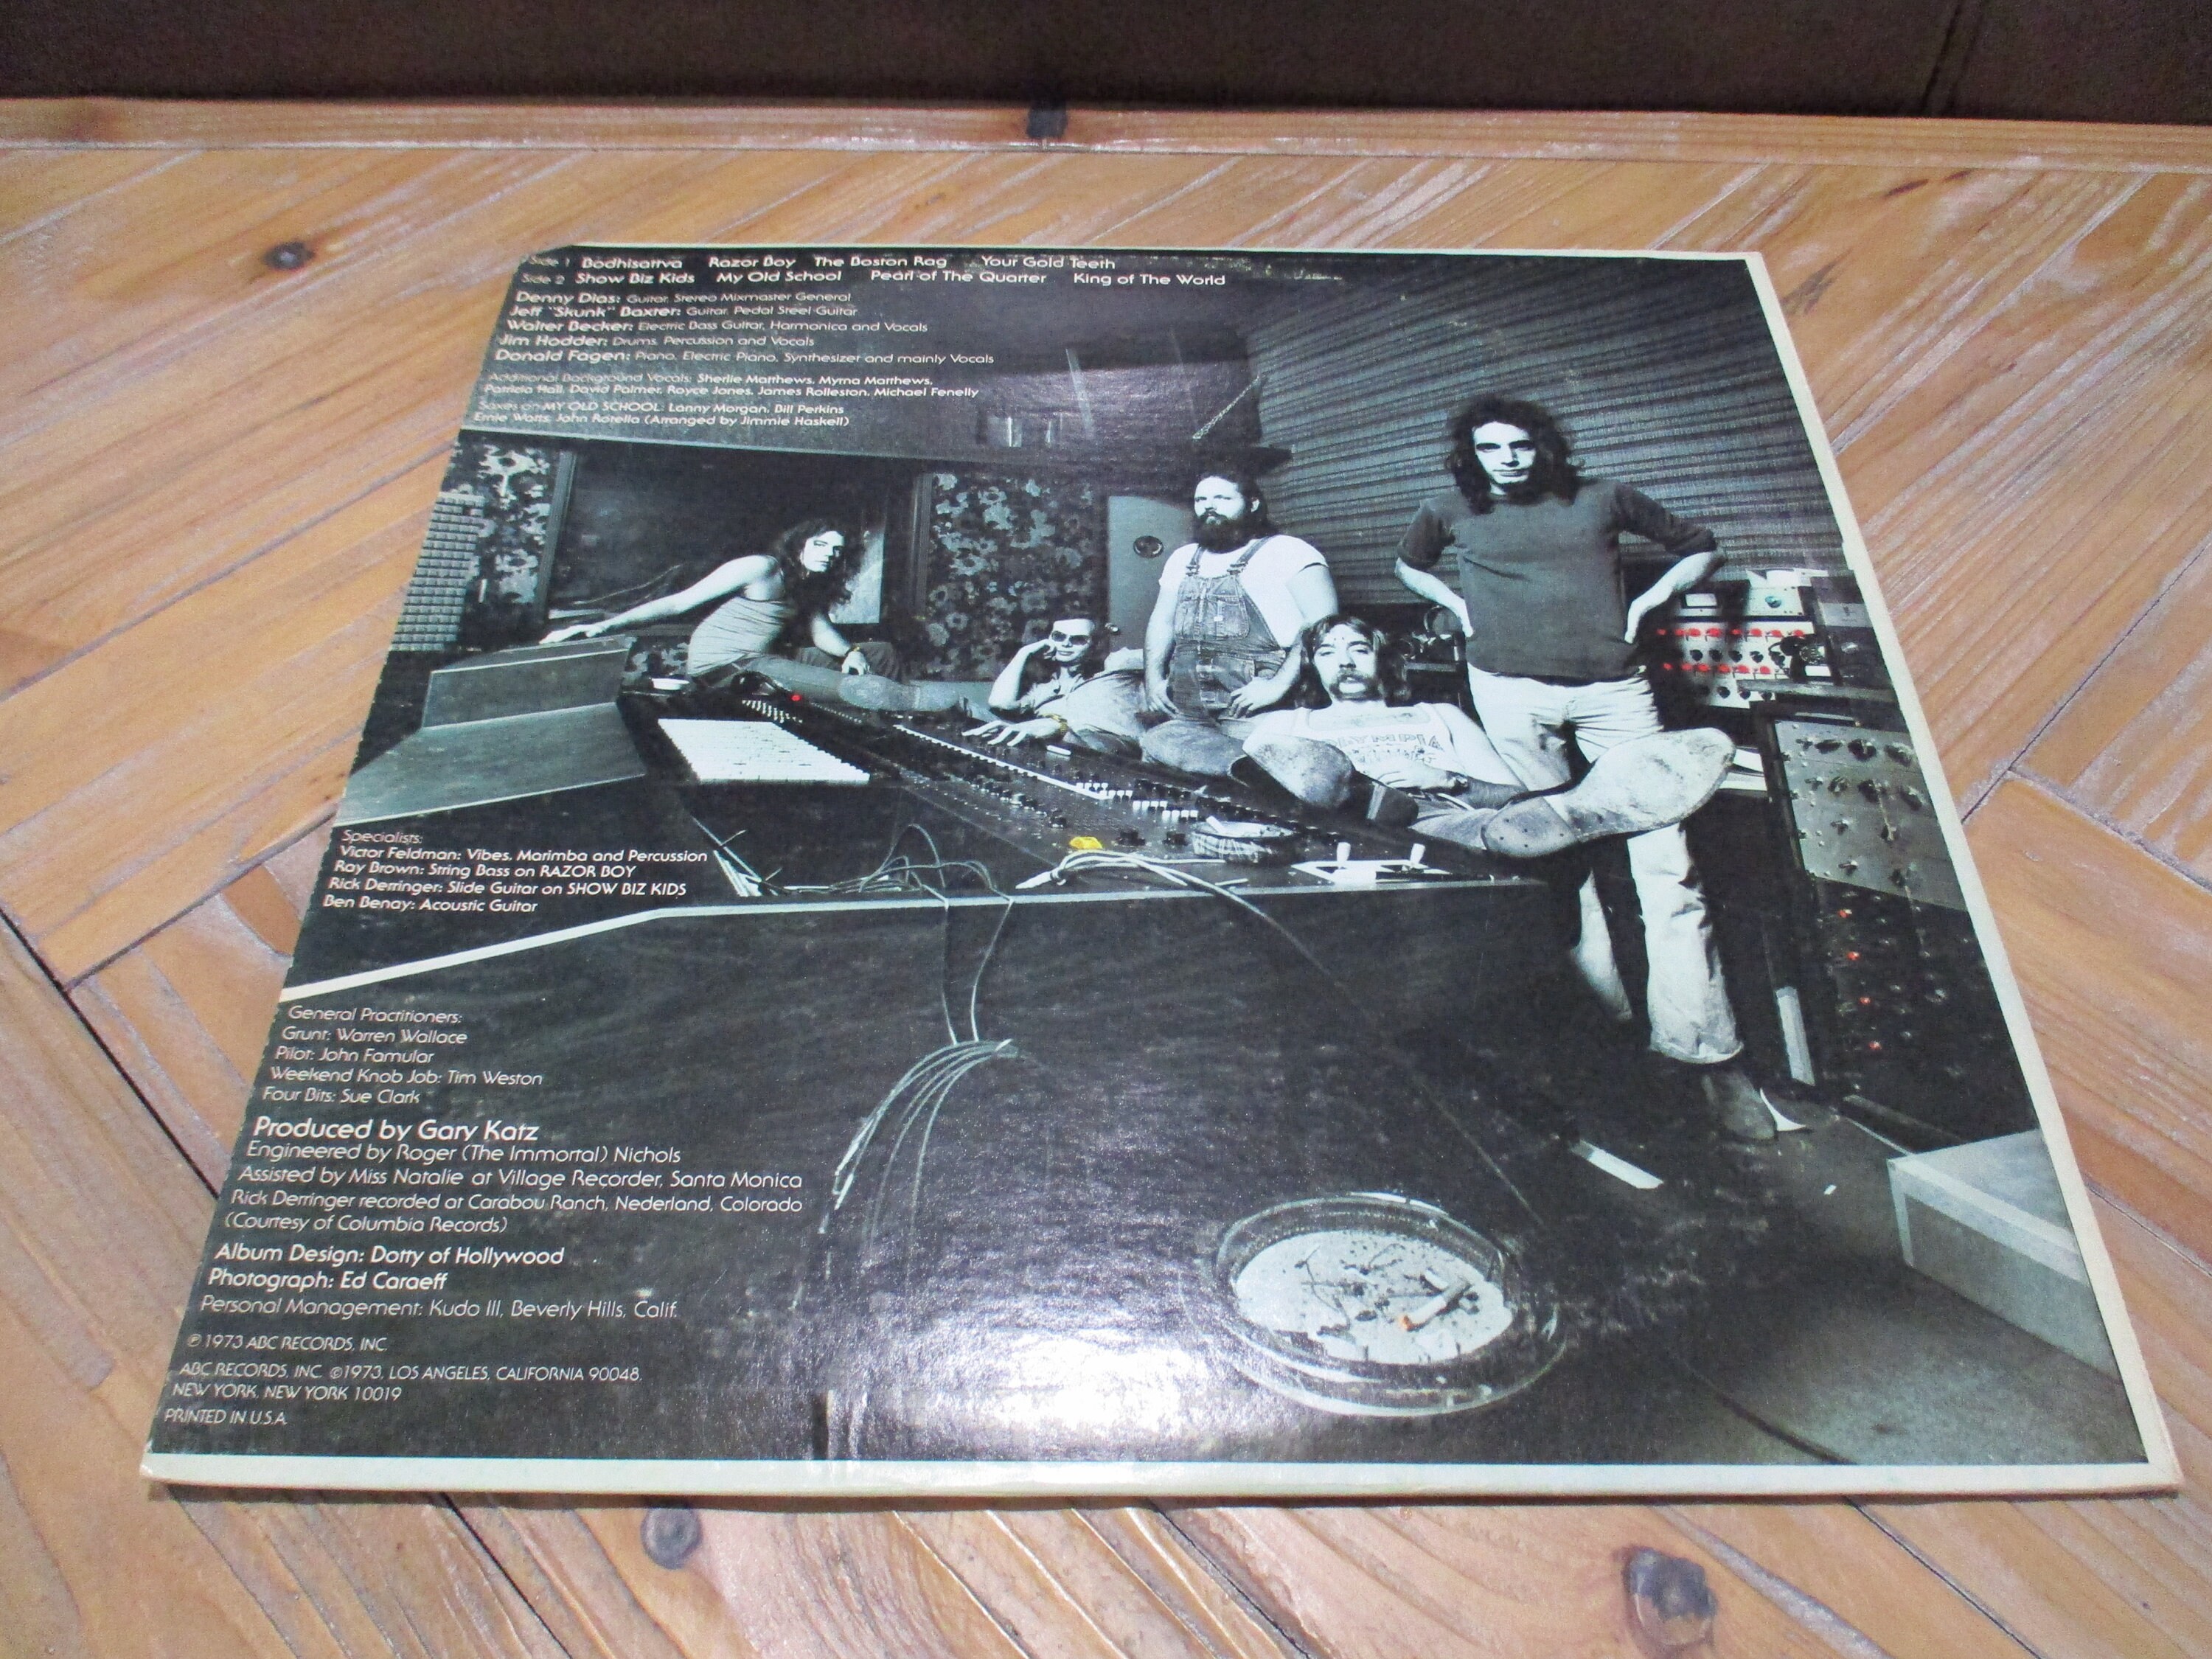 Side 1 Bodhisattva Razor Boy The Boston Rag Your Gold Teeth
Side 2 Show Biz Kids My Old School Pearl of The Quarter King of The World
Denny Dias: Guitar, Stereo Mixmaster General
Jeff "Skunk" Baxter: Guitar, Pedal Steel Guitar
Walter Becker: Electric Bass Guitar, Harmonica and Vocals
Jim Hodder: Drums, Percussion and Vocals
Donald Fagen: Piano, Electric Piano, Synthesizer and mainly Vocals
Additional Background Vocals: Sherlie Matthews, Myrna Matthews,
Patricia Hall, David Palmer, Royce Jones, James Rolleston, Michael Fenelly
Saxes on MY OLD SCHOOL: Lanny Morgan, Bill Perkins
Ernie Watts, John Rotella (Arranged by Jimmie Haskell)
Specialists:
Victor Feldman: Vibes, Marimba and Percussion
Ray Brown: String Bass on RAZOR BOY
Rick Derringer: Slide Guitar on SHOW BIZ KIDS
Ben Benay: Acoustic Guitar
General Practitioners:
Grunt: Warren Wallace
Pilot: John Famular
Weekend Knob Job: Tim Weston
Four Bits: Sue Clark
Produced by Gary Katz
Engineered by Roger (The Immortal) Nichols
Assisted by Miss Natalie at Village Recorder, Santa Monica
Rick Derringer recorded at Carabou Ranch, Nederland, Colorado
(Courtesy of Columbia Records)
Album Design: Dotty of Hollywood
Photograph: Ed Caraeff
Personal Management: Kudo III, Beverly Hills, Calif.
℗ 1973 ABC RECORDS, INC.
ABC RECORDS, INC. ©1973, LOS ANGELES, CALIFORNIA 90048.
NEW YORK, NEW YORK 10019
PRINTED IN U.S.A.